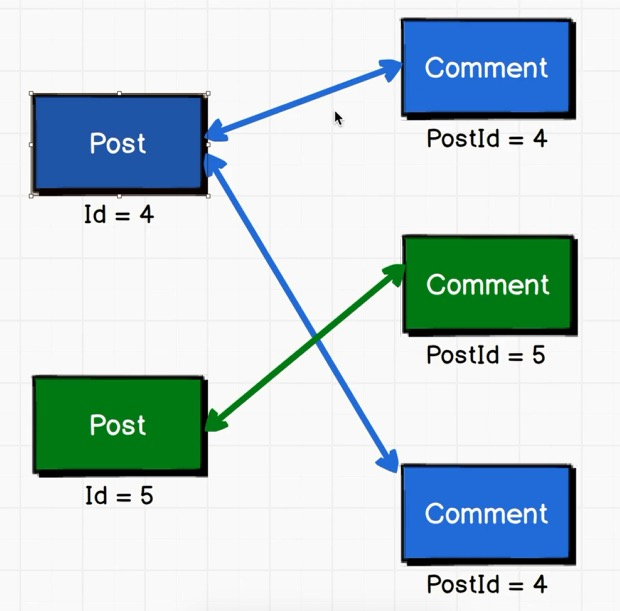 Comment
PostId = 4
Post
Id = 4
Comment
PostId = 5
Post
Id = 5
Comment
PostId = 4